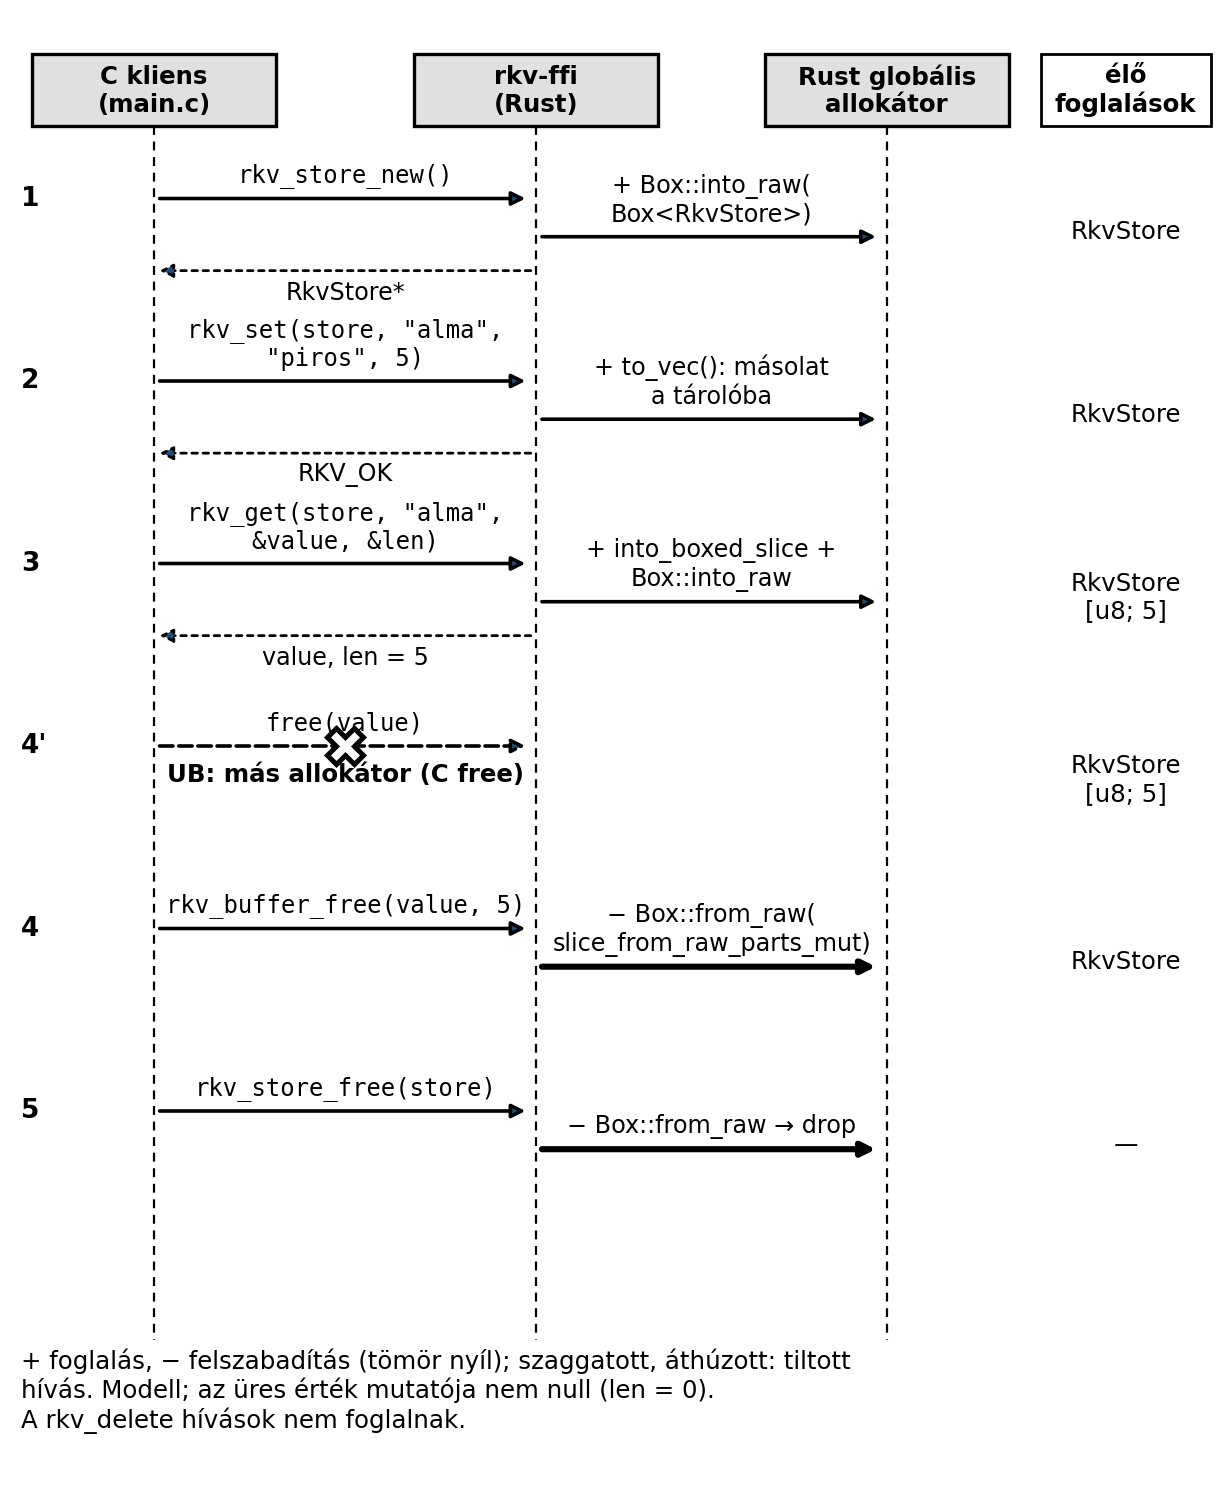 C kliens
(main.c)
rkv-ffi
(Rust)
Rust globális
allokátor
élő
foglalások
1
rkv_store_new()
+ Box::into_raw(
Box<RkvStore>)
RkvStore
RkvStore*
2
rkv_set(store, "alma",
"piros", 5)
+ to_vec(): másolat
a tárolóba
RkvStore
RKV_OK
3
rkv_get(store, "alma",
&value, &len)
+ into_boxed_slice +
Box::into_raw
RkvStore
[u8; 5]
value, len = 5
4'
free(value)
UB: más allokátor (C free)
RkvStore
[u8; 5]
4
rkv_buffer_free(value, 5)
− Box::from_raw(
slice_from_raw_parts_mut)
RkvStore
5
rkv_store_free(store)
− Box::from_raw → drop
—
+ foglalás, − felszabadítás (tömör nyíl); szaggatott, áthúzott: tiltott
hívás. Modell; az üres érték mutatója nem null (len = 0).
A rkv_delete hívások nem foglalnak.